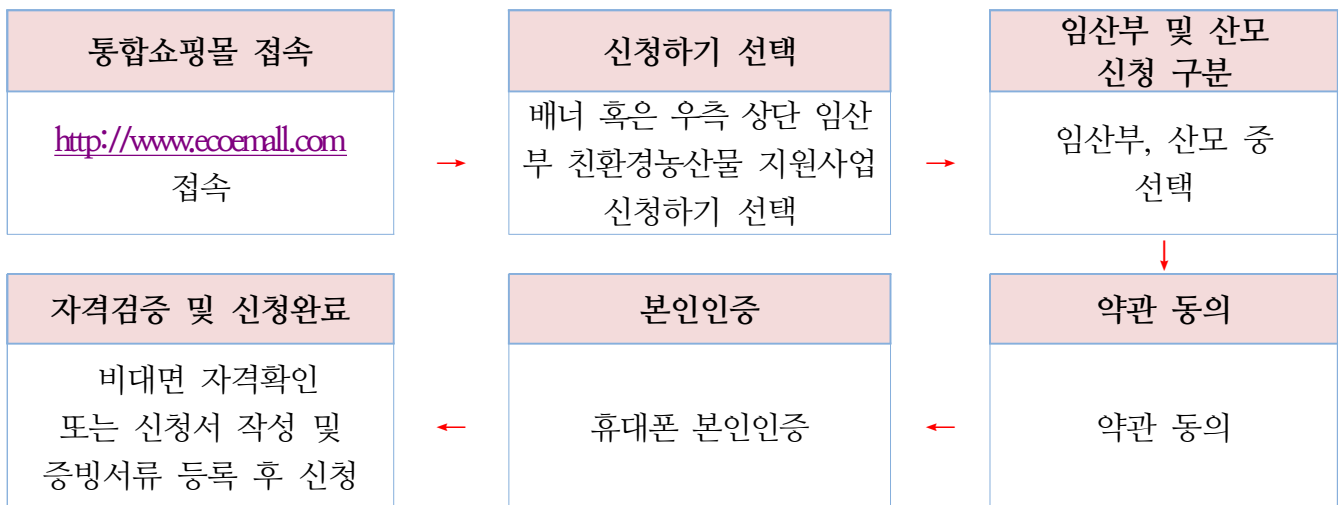 통합쇼핑몰 접속
http://www.ecoemall.com
접속
→
신청하기 선택
배너 혹은 우측 상단 임산
부 친환경농산물 지원사업
신청하기 선택
→
임산부 및 산모
신청 구분
임산부, 산모 중
선택
↓
약관 동의
약관 동의
←
본인인증
휴대폰 본인인증
←
자격검증 및 신청완료
비대면 자격확인
또는 신청서 작성 및
증빙서류 등록 후 신청